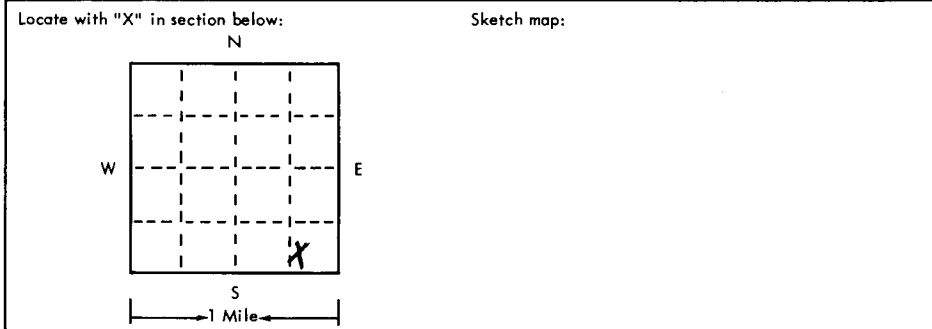 Locate with "X" in section below: Sketch map:
N
W E
X
S
1 Mile